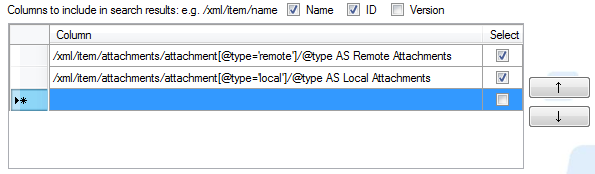 Columns to include in search results: e.g. /xml/item/name Name ID Version
Column Select
/xml/item/attachments/attachment[@type='remote']/@type AS Remote Attachments
/xml/item/attachments/attachment[@type='local']/@type AS Local Attachments